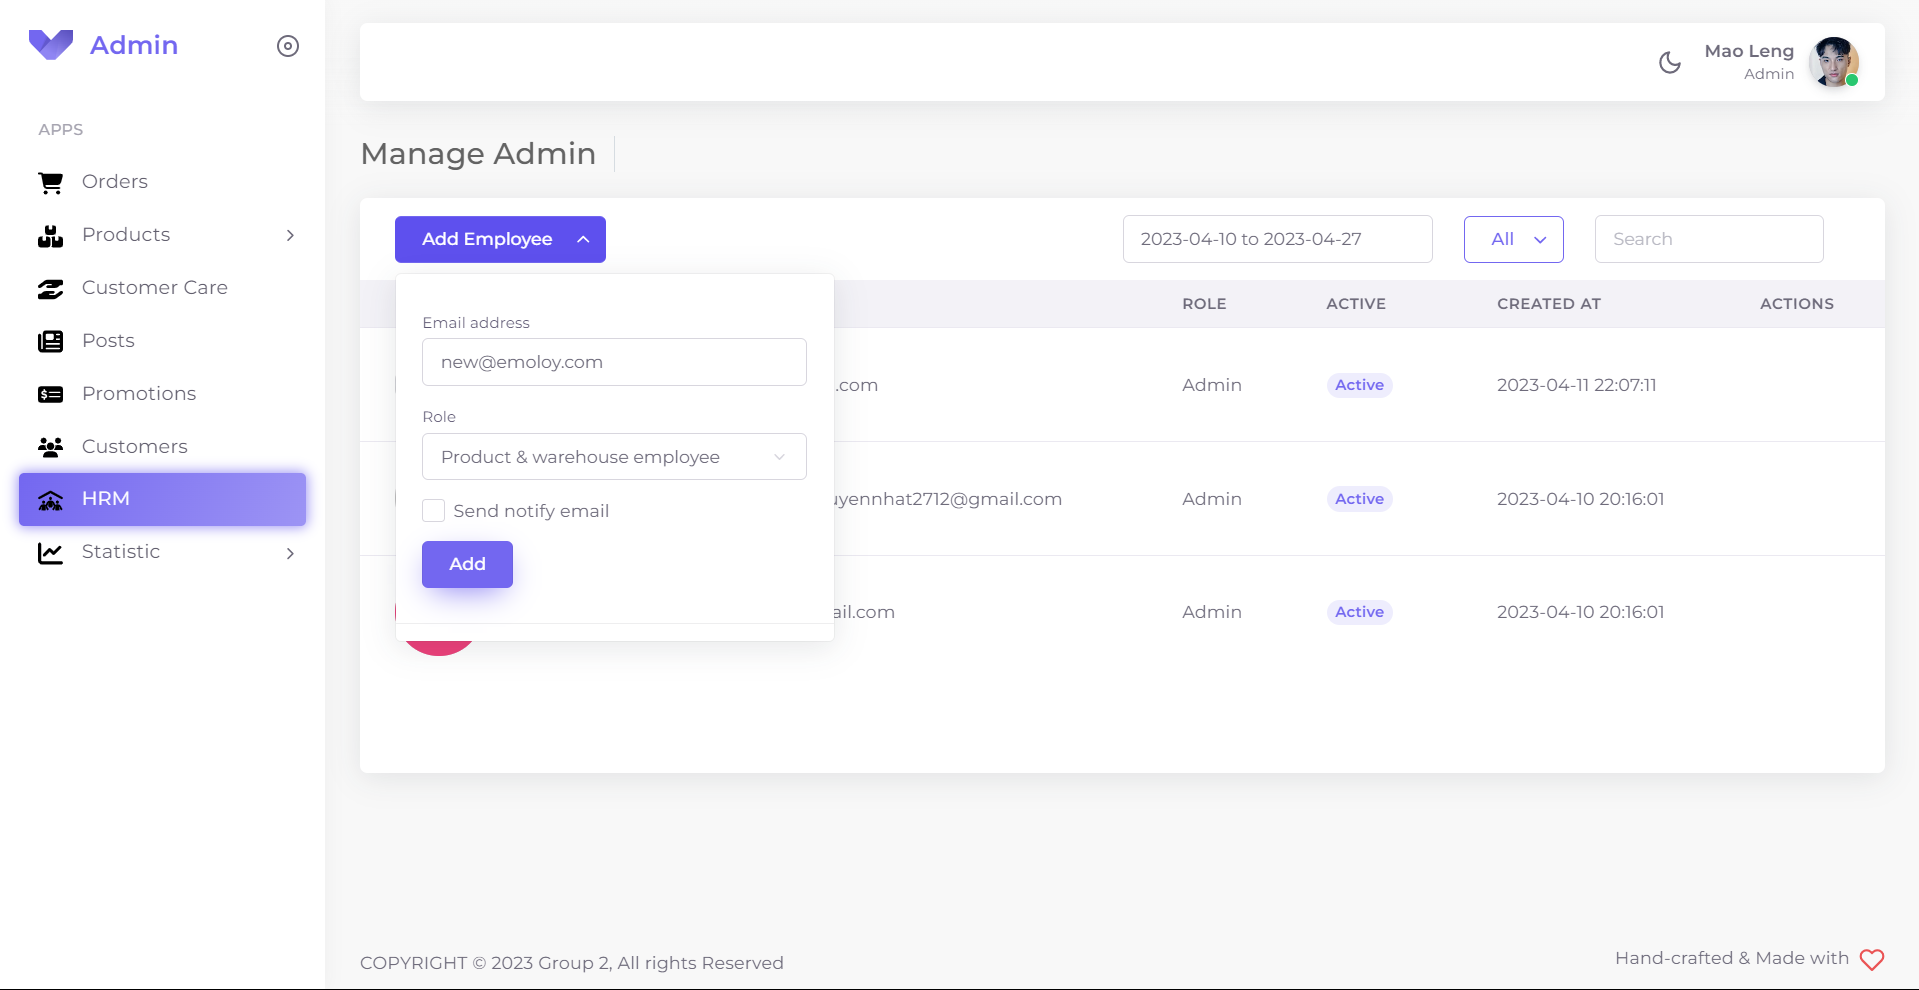 Admin
Mao Leng
Admin
APPS
Orders
Products
Customer Care
Posts
Promotions
Customers
HRM
Statistic
Manage Admin
Add Employee
2023-04-10 to 2023-04-27
All
Search
ROLE ACTIVE CREATED AT ACTIONS
Email address
new@emoloy.com
Role
Product & warehouse employee
Send notify email
Add
.com Admin Active 2023-04-11 22:07:11
uyennhat2712@gmail.com Admin Active 2023-04-10 20:16:01
ail.com Admin Active 2023-04-10 20:16:01
COPYRIGHT © 2023 Group 2, All rights Reserved
Hand-crafted & Made with